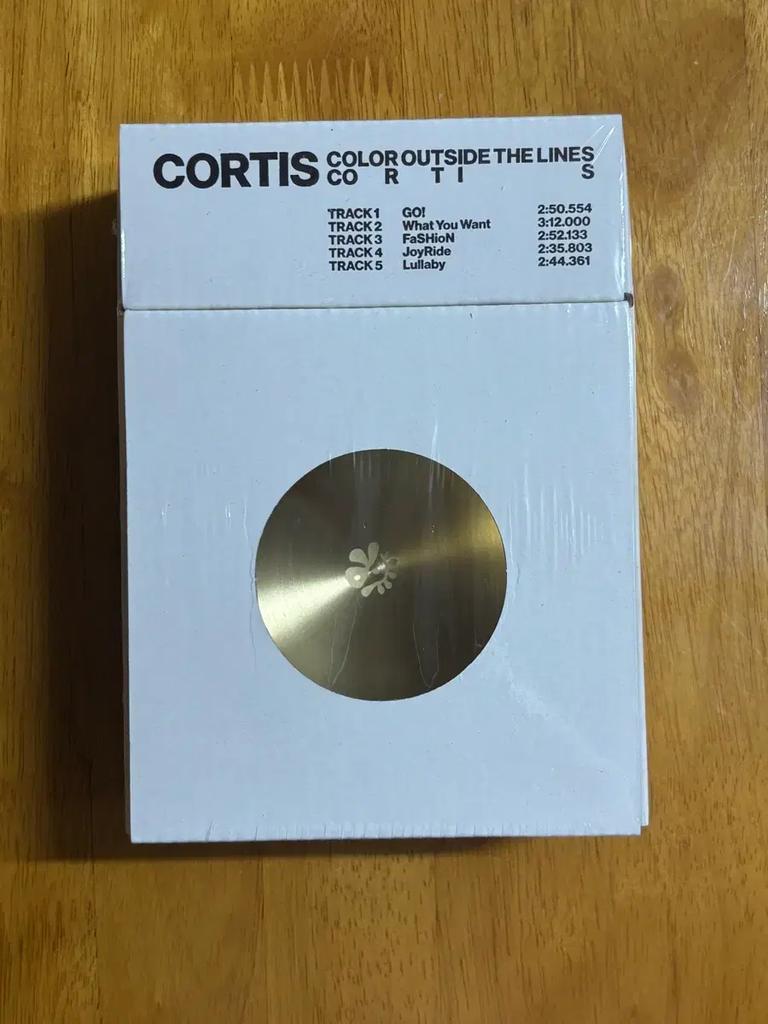 CORTIS
COLOR OUTSIDE THE LINES
CO R T I S
TRACK 1 GO! 2:50.554
TRACK 2 What You Want 3:12.000
TRACK 3 FaSHioN 2:52.133
TRACK 4 JoyRide 2:35.803
TRACK 5 Lullaby 2:44.361